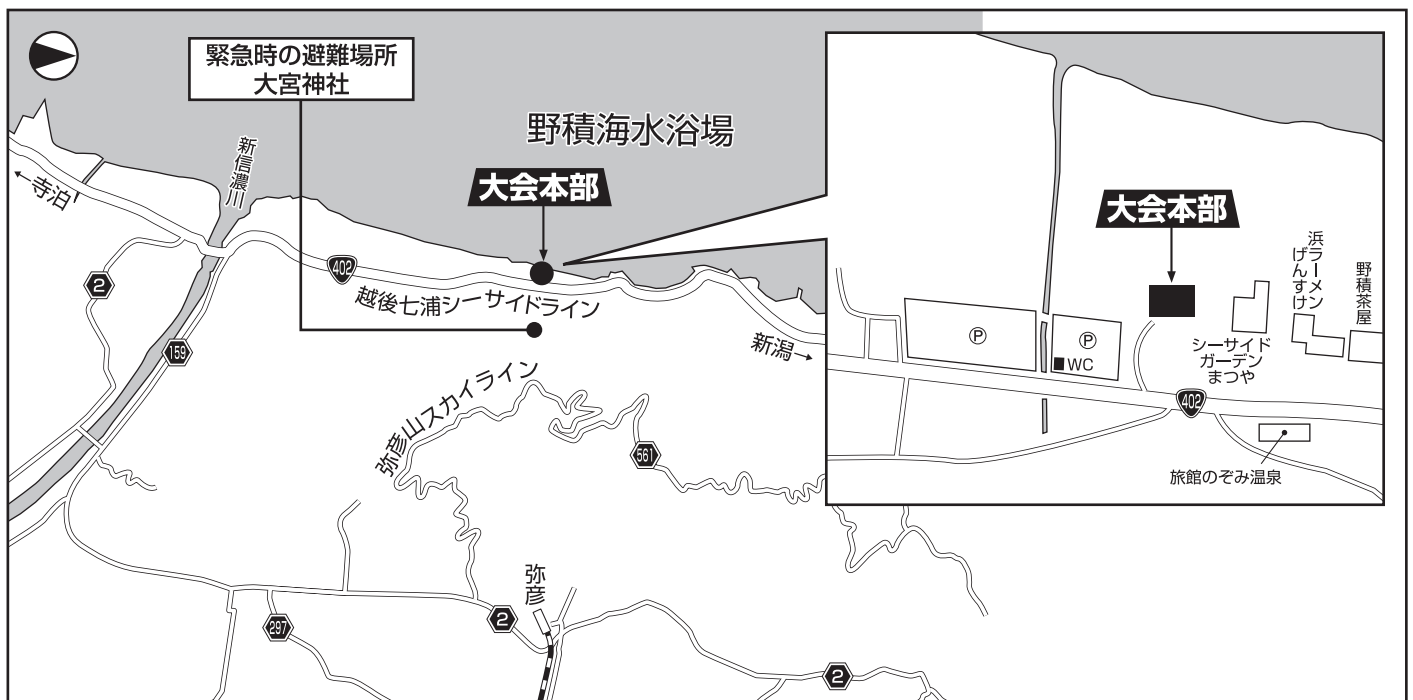 緊急時の避難場所
大宮神社
野積海水浴場
大会本部
新信濃川
←寺泊
402
越後七浦シーサイドライン
新潟→
2
159
弥彦山スカイライン
561
弥彦
2
297
2
大会本部
浜ラーメン
げんすけ
野積茶屋
シーサイド
ガーデン
まつや
P
P
WC
402
旅館のぞみ温泉